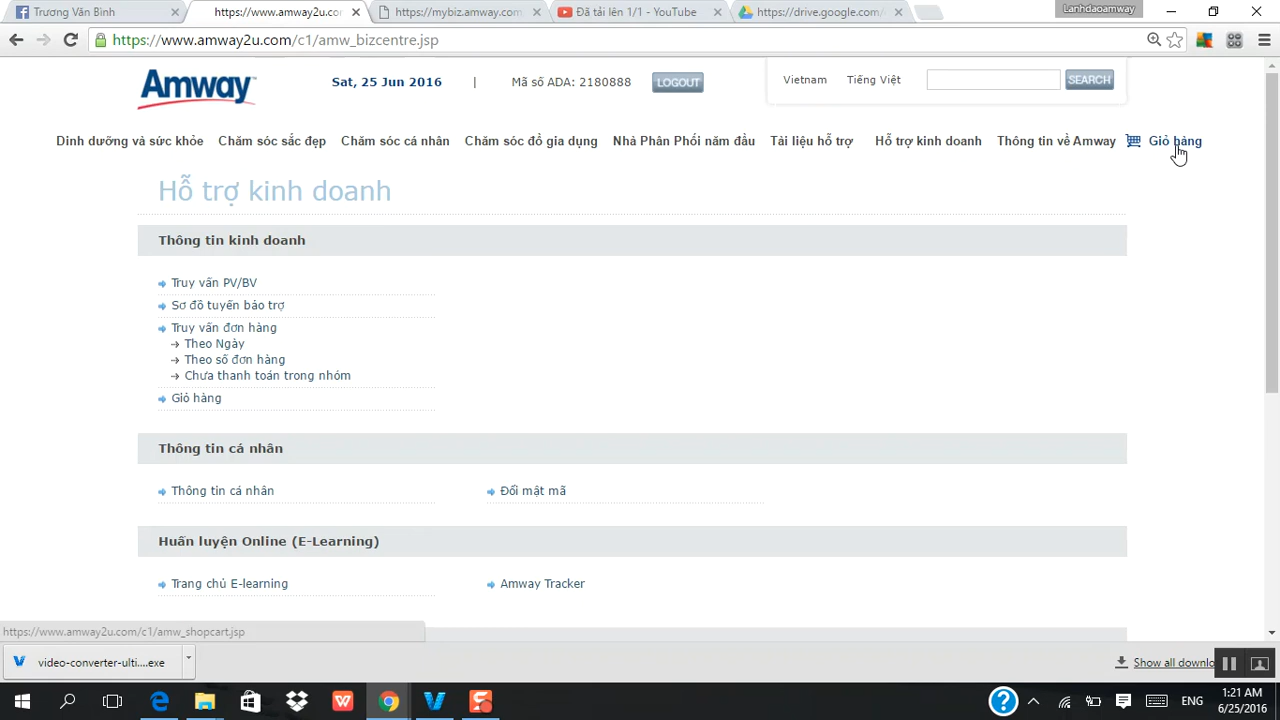 Trương Văn Bình
https://www.amway2u.cor
https://mybiz.amway.com
Đã tải lên 1/1 - YouTube
https://drive.google.com/
Lanhdaoamway
https://www.amway2u.com/c1/amw_bizcentre.jsp
Amway
Sat, 25 Jun 2016 | Mã số ADA: 2180888 LOGOUT
Vietnam Tiếng Việt SEARCH
Dinh dưỡng và sức khỏe Chăm sóc sắc đẹp Chăm sóc cá nhân Chăm sóc đồ gia dụng Nhà Phân Phối năm đầu Tài liệu hỗ trợ Hỗ trợ kinh doanh Thông tin về Amway Giỏ hàng
Hỗ trợ kinh doanh
Thông tin kinh doanh
Truy vấn PV/BV
Sơ đồ tuyến bảo trợ
Truy vấn đơn hàng
Theo Ngày
Theo số đơn hàng
Chưa thanh toán trong nhóm
Giỏ hàng
Thông tin cá nhân
Thông tin cá nhân Đổi mật mã
Huấn luyện Online (E-Learning)
Trang chủ E-learning Amway Tracker
https://www.amway2u.com/c1/amw_shopcart.jsp
video-converter-ulti....exe
Show all downlo
ENG
1:21 AM
6/25/2016